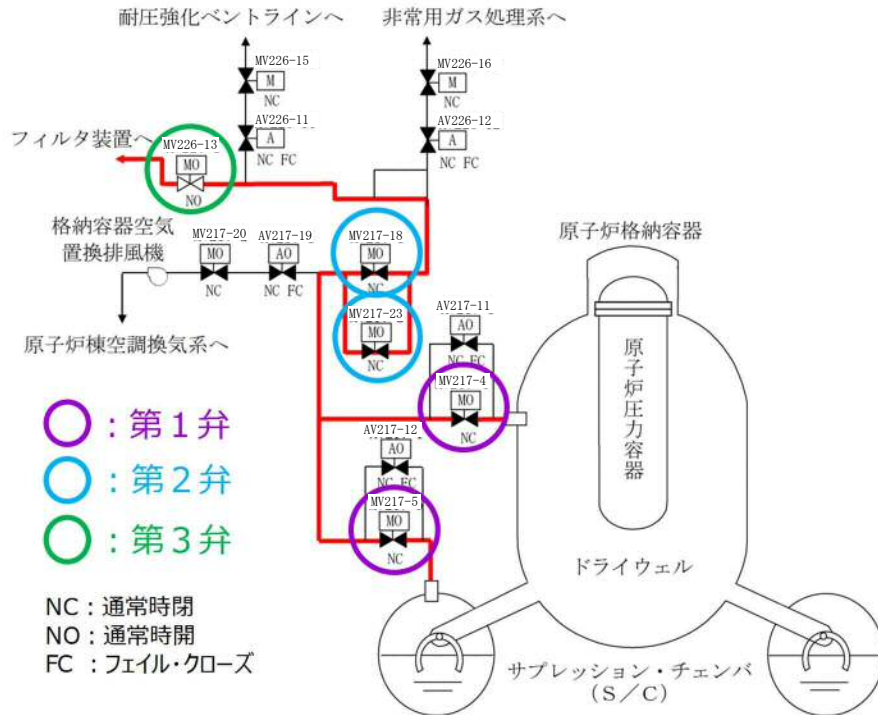 耐圧強化ベントラインへ
非常用ガス処理系へ
MV226-15
M
NC
MV226-16
M
NC
AV226-11
A
NC FC
AV226-12
A
NC FC
フィルタ装置へ
MV226-13
MO
NO
格納容器空気
置換排風機
MV217-20
MO
NC
AV217-19
AO
NC FC
MV217-18
MO
NC
原子炉格納容器
MV217-23
MO
NC
AV217-11
AO
NC FC
原子炉棟空調換気系へ
MV217-4
MO
NC
原子炉圧力容器
:第1弁
AV217-12
AO
NC FC
:第2弁
MV217-5
MO
NC
:第3弁
ドライウェル
NC:通常時閉
NO:通常時開
FC:フェイル・クローズ
サプレッション・チェンバ
(S/C)